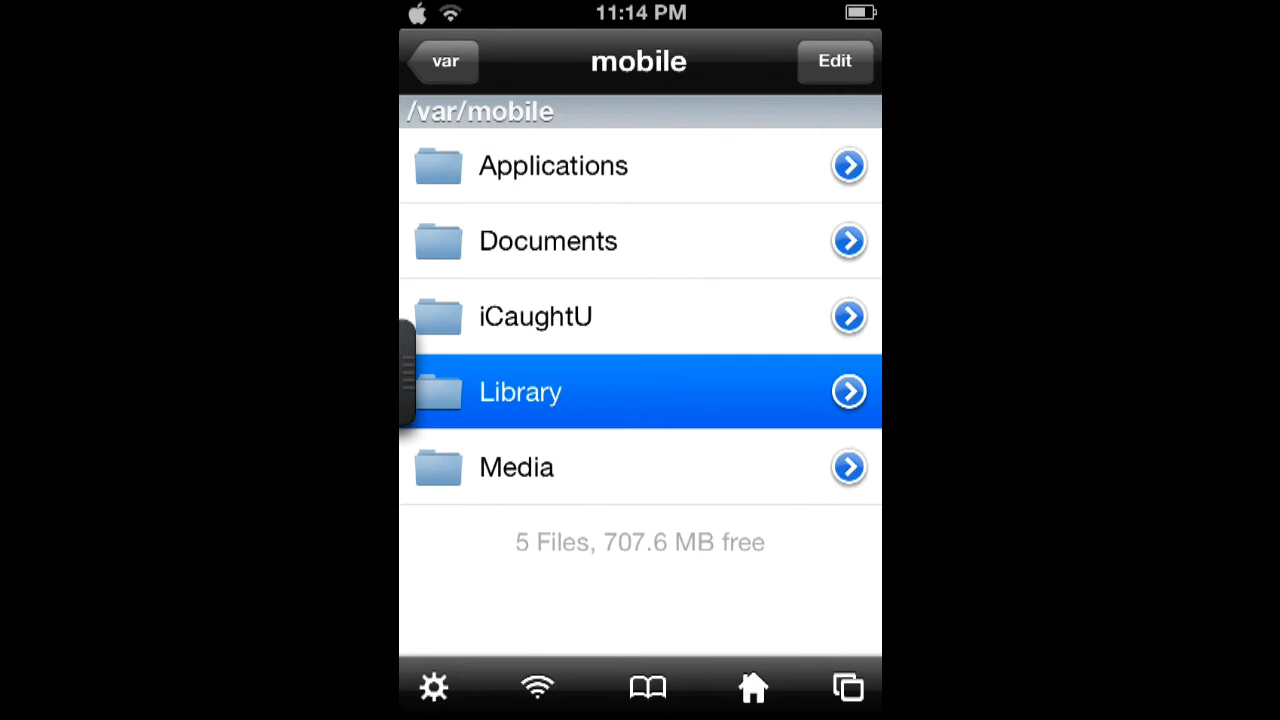 11:14 PM
var
mobile
Edit
/var/mobile
Applications
Documents
iCaughtU
Library
Media
5 Files, 707.6 MB free